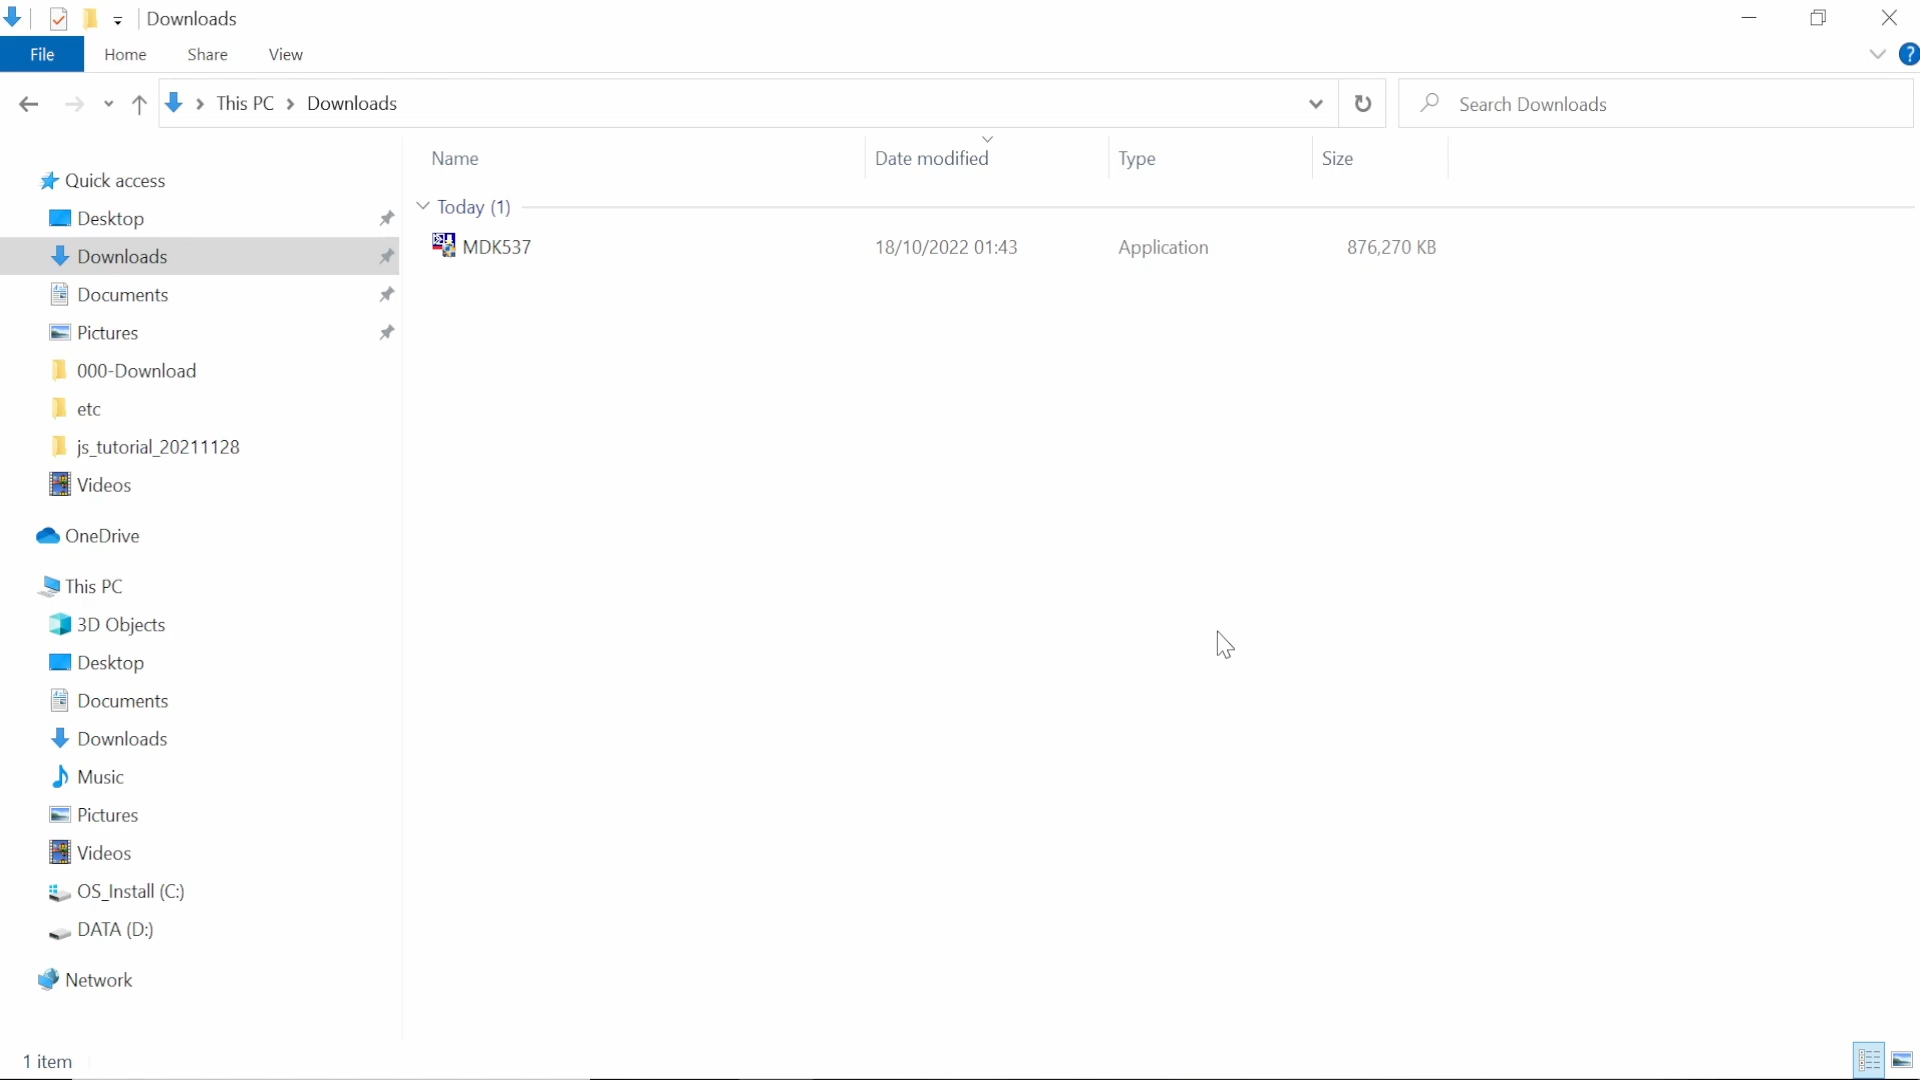 Downloads
File Home Share View ?
This PC Downloads Search Downloads
Name Date modified Type Size
Quick access
Today (1)
Desktop
MDK537 18/10/2022 01:43 Application 876,270 KB
Downloads
Documents
Pictures
000-Download
etc
js_tutorial_20211128
Videos
OneDrive
This PC
3D Objects
Desktop
Documents
Downloads
Music
Pictures
Videos
OS_Install (C:)
DATA (D:)
Network
1 item